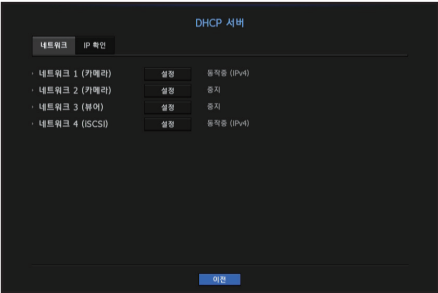 DHCP 서버
네트워크 IP 확인
네트워크 1 (카메라) 설정 동작중 (IPv4)
네트워크 2 (카메라) 설정 중지
네트워크 3 (뷰어) 설정 중지
네트워크 4 (iSCSI) 설정 동작중 (IPv4)
이전